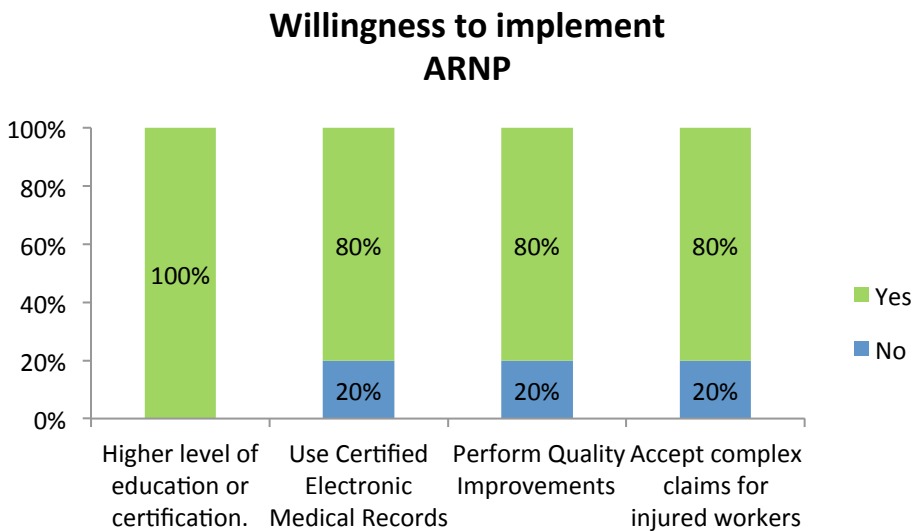 Willingness to implement
ARNP
100%
80%
60%
40%
20%
0%
100%
80%
20%
80%
20%
80%
20%
Yes
No
Higher level of
education or
certification.
Use Certified
Electronic
Medical Records
Perform Quality
Improvements
Accept complex
claims for
injured workers